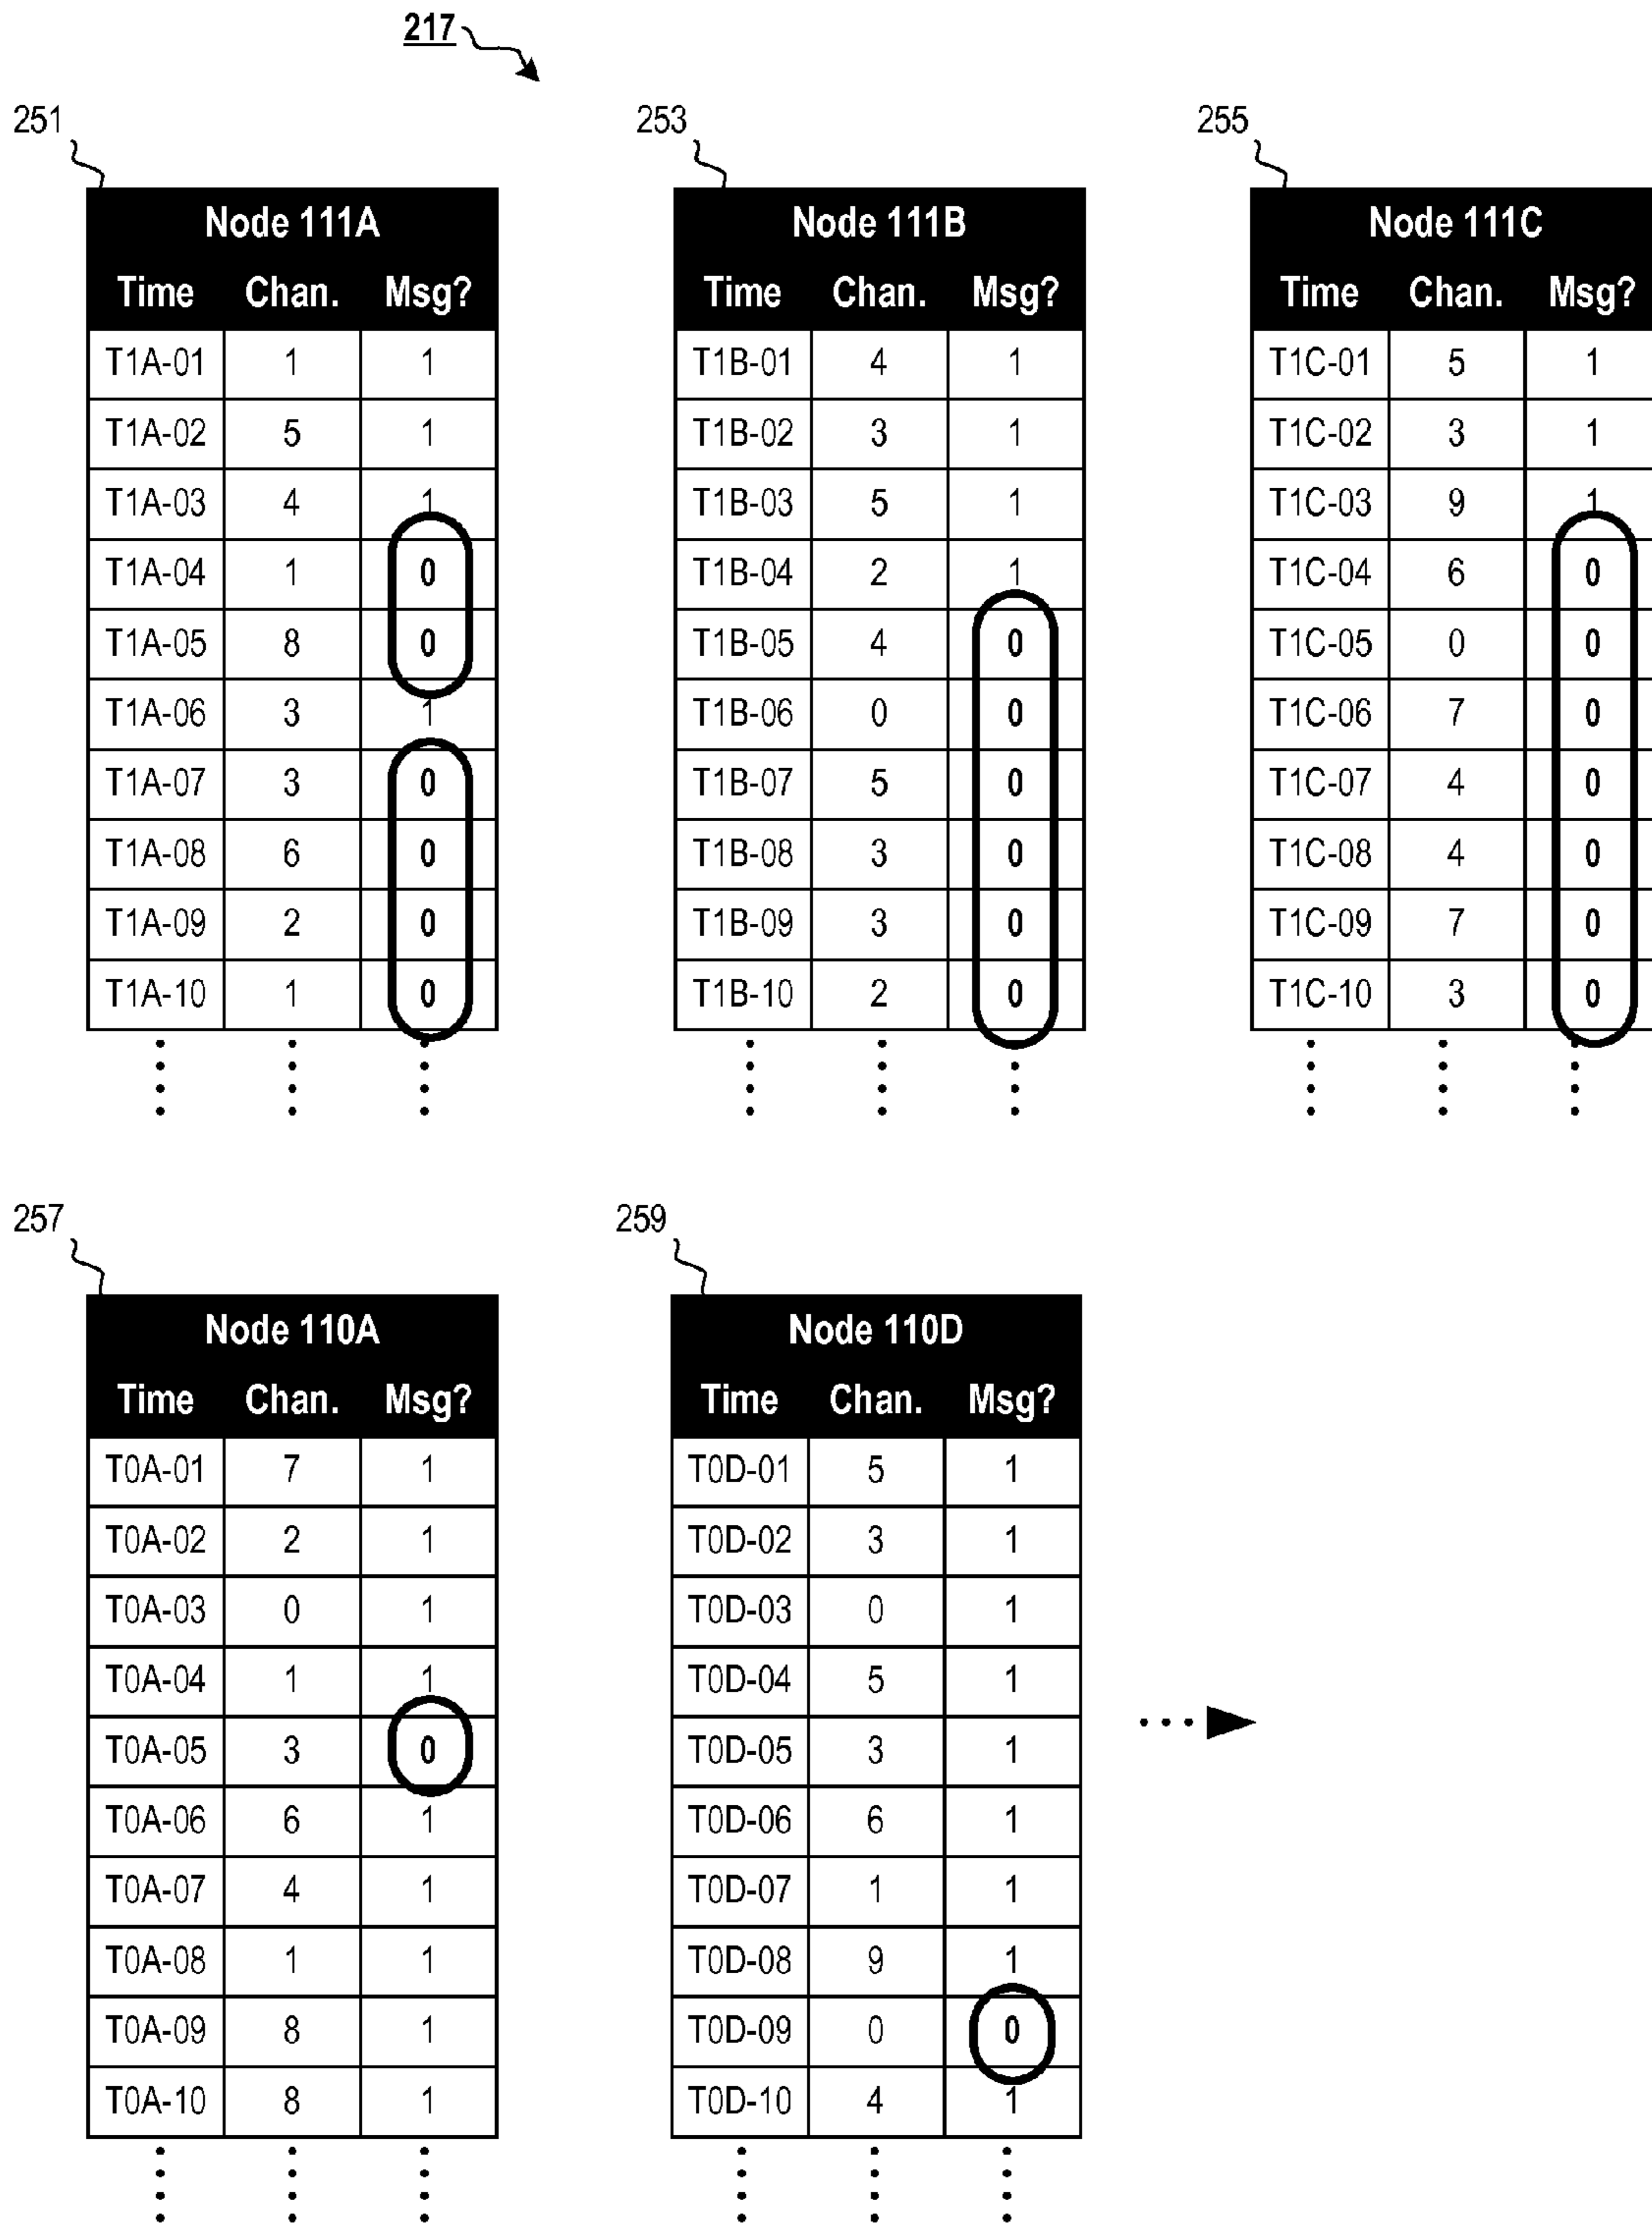 217
251
253
255
Node 111A
Time Chan. Msg?
T1A-01 1 1
T1A-02 5 1
T1A-03 4 1
T1A-04 1 0
T1A-05 8 0
T1A-06 3 1
T1A-07 3 0
T1A-08 6 0
T1A-09 2 0
T1A-10 1 0
Node 111B
Time Chan. Msg?
T1B-01 4 1
T1B-02 3 1
T1B-03 5 1
T1B-04 2 1
T1B-05 4 0
T1B-06 0 0
T1B-07 5 0
T1B-08 3 0
T1B-09 3 0
T1B-10 2 0
Node 111C
Time Chan. Msg?
T1C-01 5 1
T1C-02 3 1
T1C-03 9 1
T1C-04 6 0
T1C-05 0 0
T1C-06 7 0
T1C-07 4 0
T1C-08 4 0
T1C-09 7 0
T1C-10 3 0
257
259
Node 110A
Time Chan. Msg?
T0A-01 7 1
T0A-02 2 1
T0A-03 0 1
T0A-04 1 1
T0A-05 3 0
T0A-06 6 1
T0A-07 4 1
T0A-08 1 1
T0A-09 8 1
T0A-10 8 1
Node 110D
Time Chan. Msg?
T0D-01 5 1
T0D-02 3 1
T0D-03 0 1
T0D-04 5 1
T0D-05 3 1
T0D-06 6 1
T0D-07 1 1
T0D-08 9 1
T0D-09 0 0
T0D-10 4 1